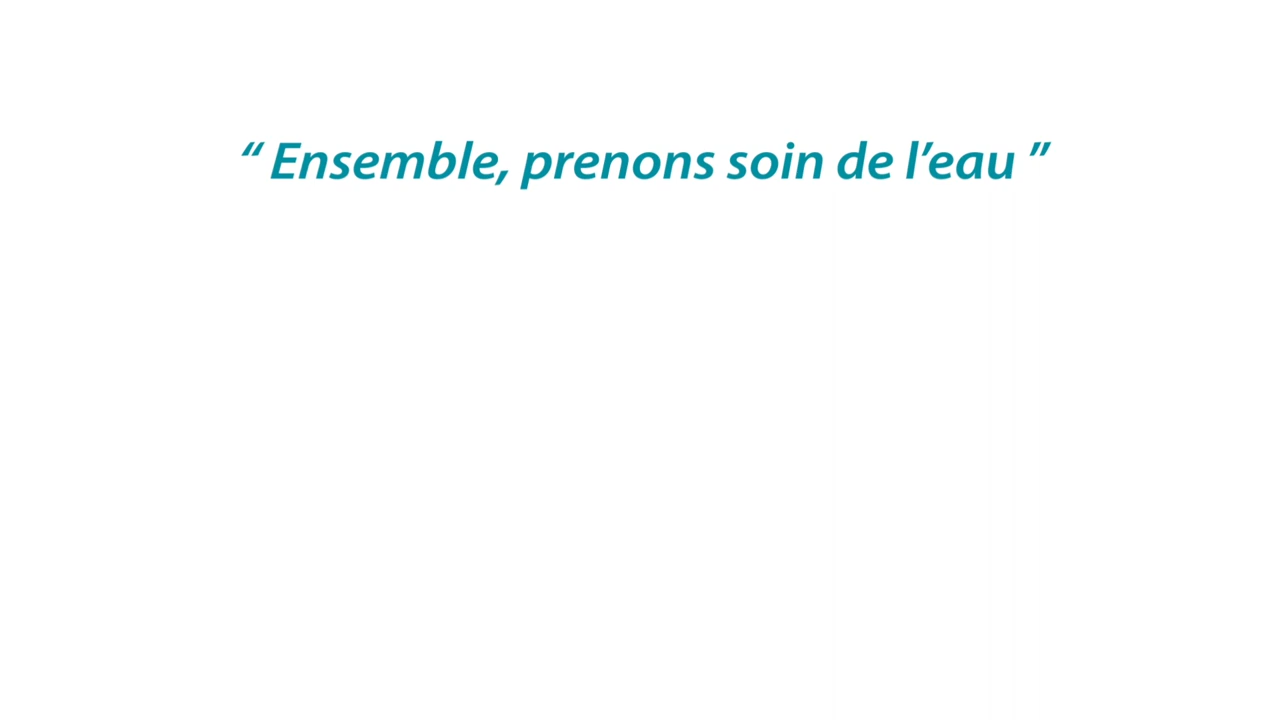 “ Ensemble, prenons soin de l’eau ”